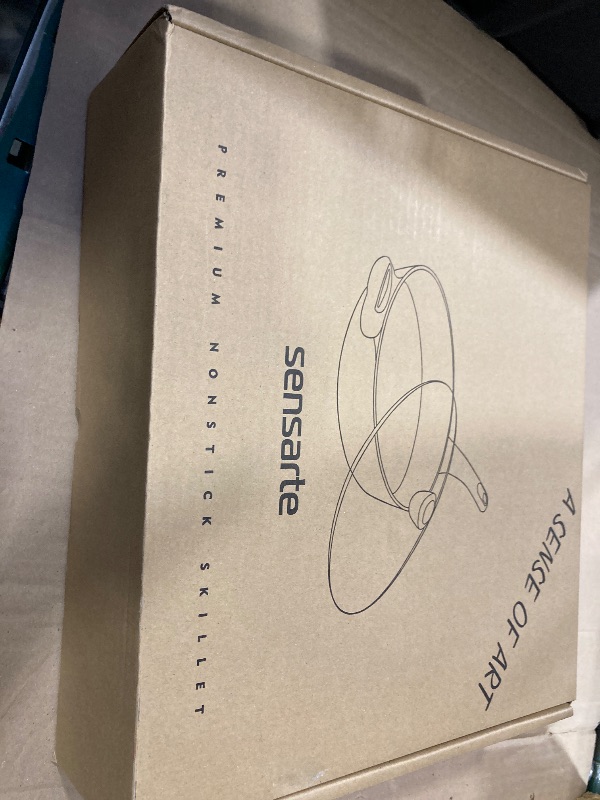 A SENSE OF ART
sensarte
PREMIUM NONSTICK SKILLET